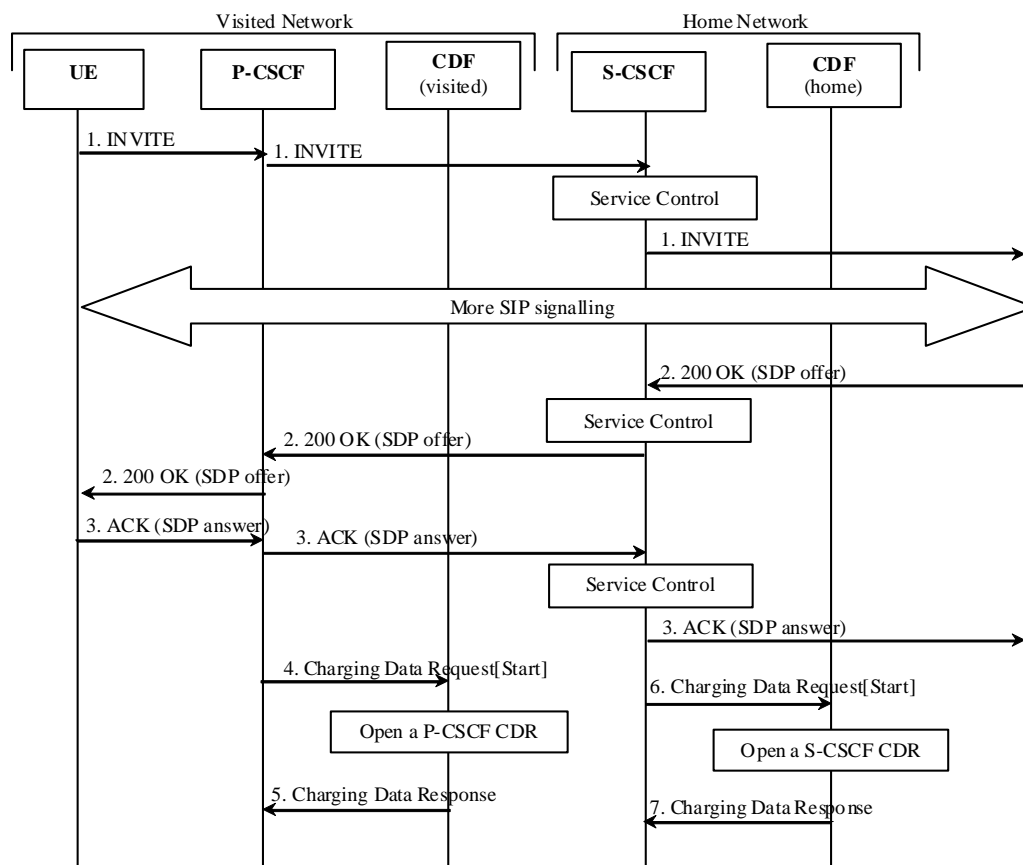 Visited Network
Home Network
UE
P-CSCF
CDF
(visited)
S-CSCF
CDF
(home)
1. INVITE
1. INVITE
Service Control
1. INVITE
More SIP signalling
2. 200 OK (SDP offer)
Service Control
2. 200 OK (SDP offer)
2. 200 OK (SDP offer)
3. ACK (SDP answer)
3. ACK (SDP answer)
Service Control
3. ACK (SDP answer)
4. Charging Data Request[Start]
6. Charging Data Request[Start]
Open a P-CSCF CDR
Open a S-CSCF CDR
5. Charging Data Response
7. Charging Data Response